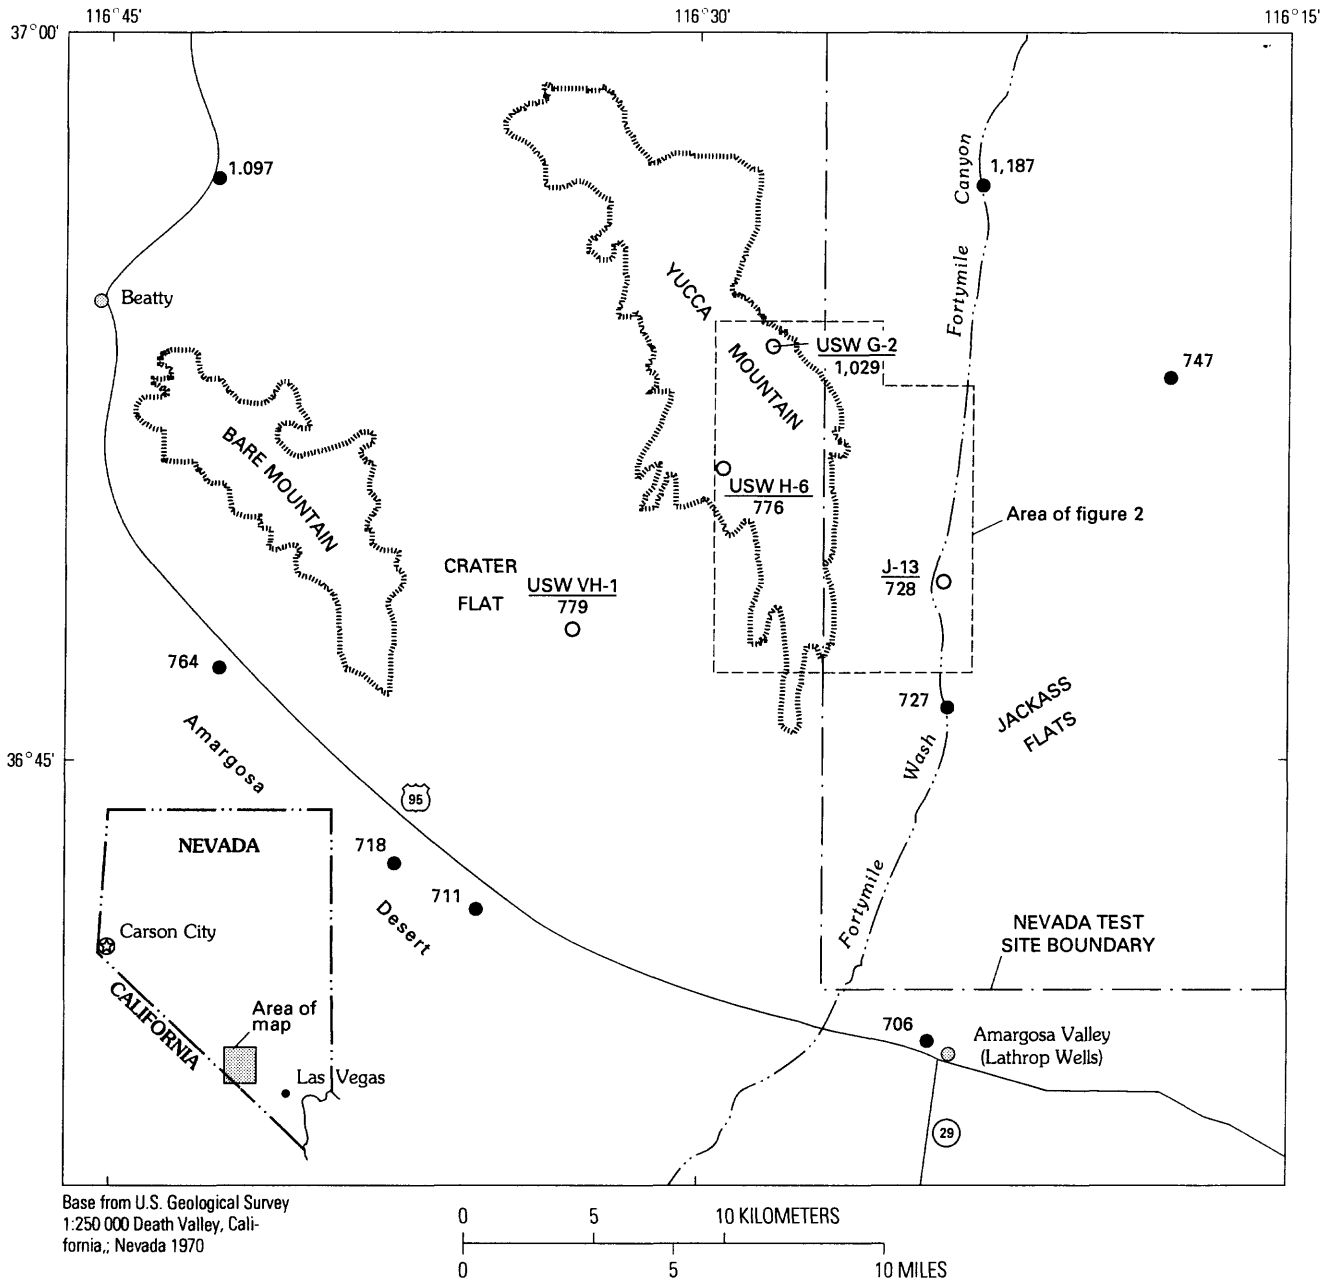 116°45'
116°30'
116°15'
37°00'
1.097
1,187
Fortymile Canyon
Beatty
YUCCA
MOUNTAIN
USW G-2
1,029
747
BARE MOUNTAIN
USW H-6
776
Area of figure 2
CRATER
FLAT
USW VH-1
779
J-13
728
764
727
JACKASS
FLATS
Amargosa
Wash
36°45'
95
NEVADA
718
711
Desert
Fortymile
NEVADA TEST
SITE BOUNDARY
Carson City
CALIFORNIA
Area of
map
706
Amargosa Valley
(Lathrop Wells)
Las Vegas
29
Base from U.S. Geological Survey
1:250 000 Death Valley, Cali-
fornia,; Nevada 1970
0 5 10 KILOMETERS
0 5 10 MILES